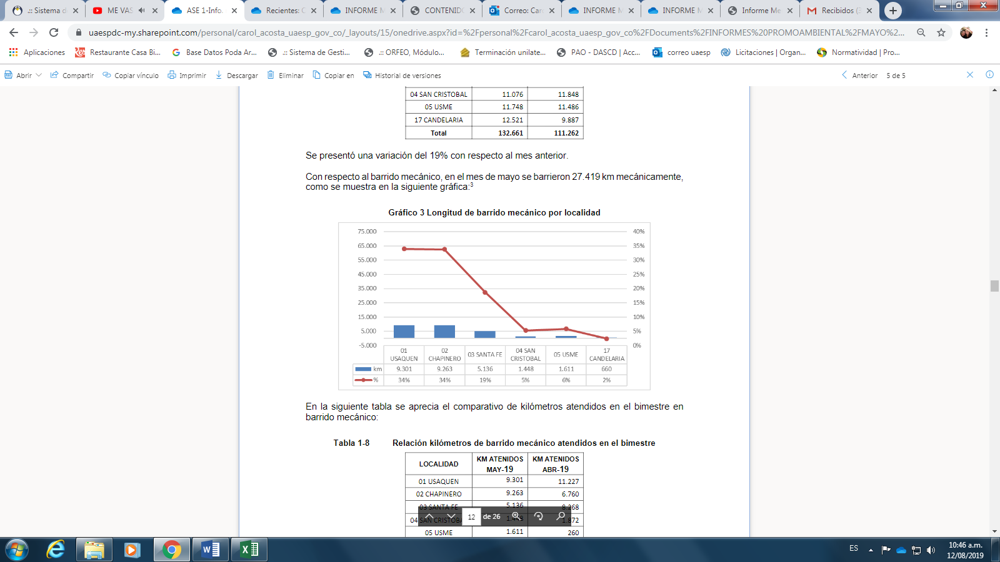 .:: Sistema d
ME VAS
ASE 1-Info.
Recientes: C
INFORME M
CONTENIDO
Correo: Car
INFORME M
INFORME M
Informe Me
Recibidos (3
uaespdc-my.sharepoint.com/personal/carol_acosta_uaesp_gov_co/_layouts/15/onedrive.aspx?id=%2Fpersonal%2Fcarol_acosta_uaesp_gov_co%2FDocuments%2FINFORMES%20PROMOAMBIENTAL%2FMAYO%2...
Aplicaciones
Restaurante Casa Bi...
Base Datos Poda Ar...
.:: Sistema de Gesti...
.:: ORFEO, Módulo...
Terminación unilate...
PAO - DASCD | Acc...
correo uaesp
Licitaciones | Organ...
Normatividad | Pro...
Abrir
Compartir
Copiar vínculo
Imprimir
Descargar
Eliminar
Copiar en
Historial de versiones
Anterior
5 de 5
04 SAN CRISTOBAL 11.076 11.848
05 USME 11.748 11.486
17 CANDELARIA 12.521 9.887
Total 132.661 111.262
Se presentó una variación del 19% con respecto al mes anterior.
Con respecto al barrido mecánico, en el mes de mayo se barrieron 27.419 km mecánicamente,
como se muestra en la siguiente gráfica:3
Gráfico 3 Longitud de barrido mecánico por localidad
75.000 40%
65.000 35%
55.000 30%
45.000 25%
35.000 20%
25.000 15%
15.000 10%
5.000 5%
-5.000 0%
01 USAQUEN
02 CHAPINERO
03 SANTA FE
04 SAN CRISTOBAL
05 USME
17 CANDELARIA
km 9.301 9.263 5.136 1.448 1.611 660
% 34% 34% 19% 5% 6% 2%
En la siguiente tabla se aprecia el comparativo de kilómetros atendidos en el bimestre en
barrido mecánico:
Tabla 1-8 Relación kilómetros de barrido mecánico atendidos en el bimestre
LOCALIDAD
KM ATENIDOS MAY-19
KM ATENIDOS ABR-19
01 USAQUEN 9.301 11.227
02 CHAPINERO 9.263 6.760
03 SANTA FE 5.136 8.268
04 SAN CRISTOBAL 1.448 1.872
05 USME 1.611 260
12 de 26
ES
10:46 a.m.
12/08/2019